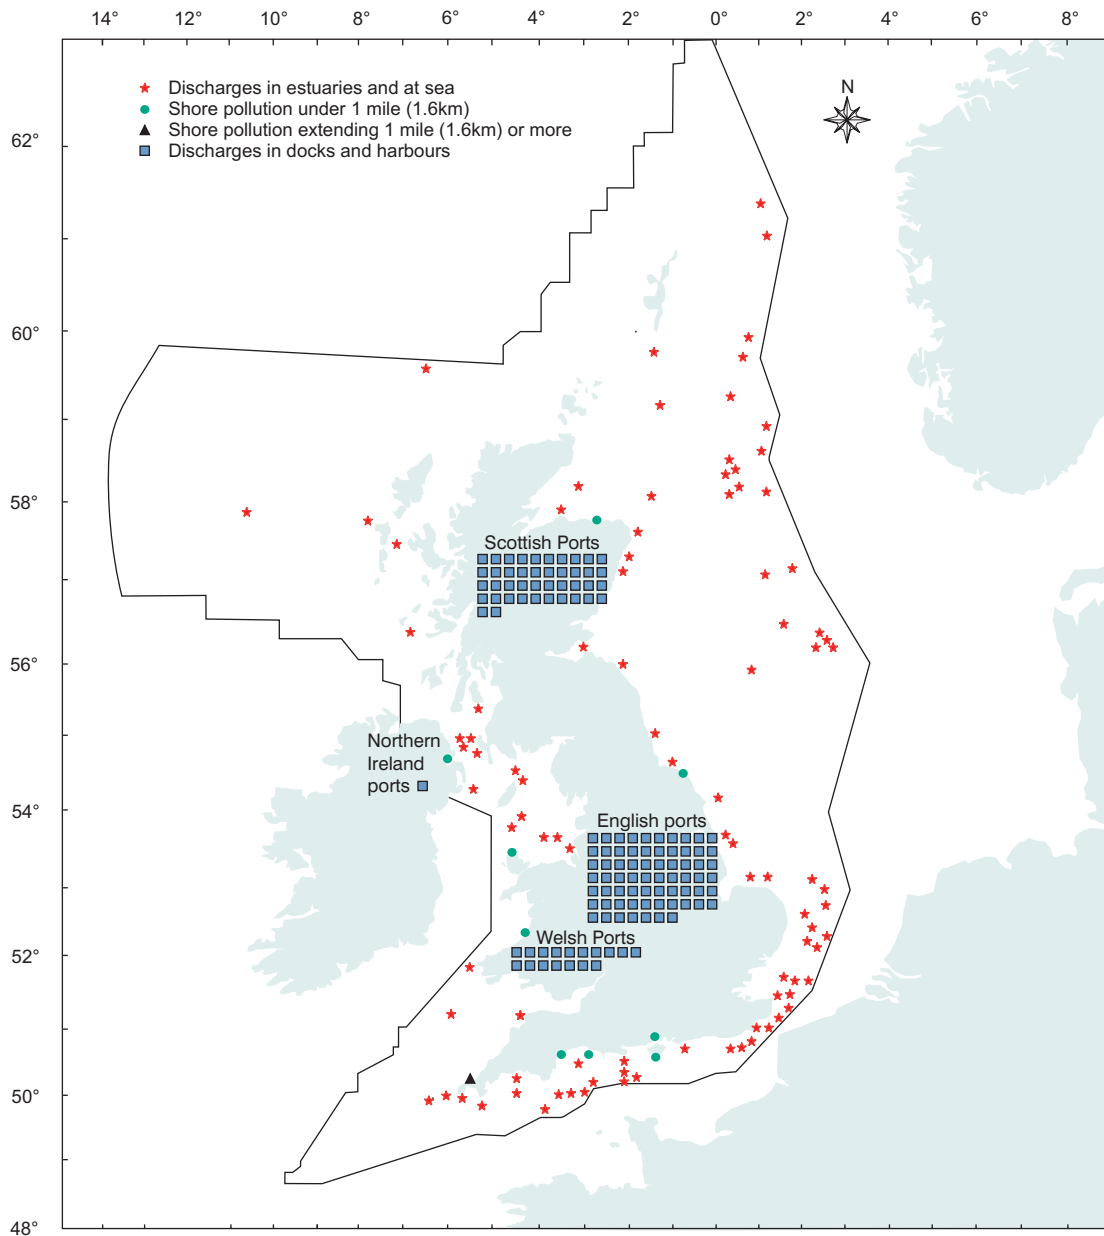 14° 12° 10° 8° 6° 4° 2° 0° 2° 4° 6° 8°
Discharges in estuaries and at sea
N
Shore pollution under 1 mile (1.6km)
Shore pollution extending 1 mile (1.6km) or more
62°
Discharges in docks and harbours
60°
58°
Scottish Ports
56°
Northern
Ireland
ports
54°
English ports
52°
Welsh Ports
50°
48°